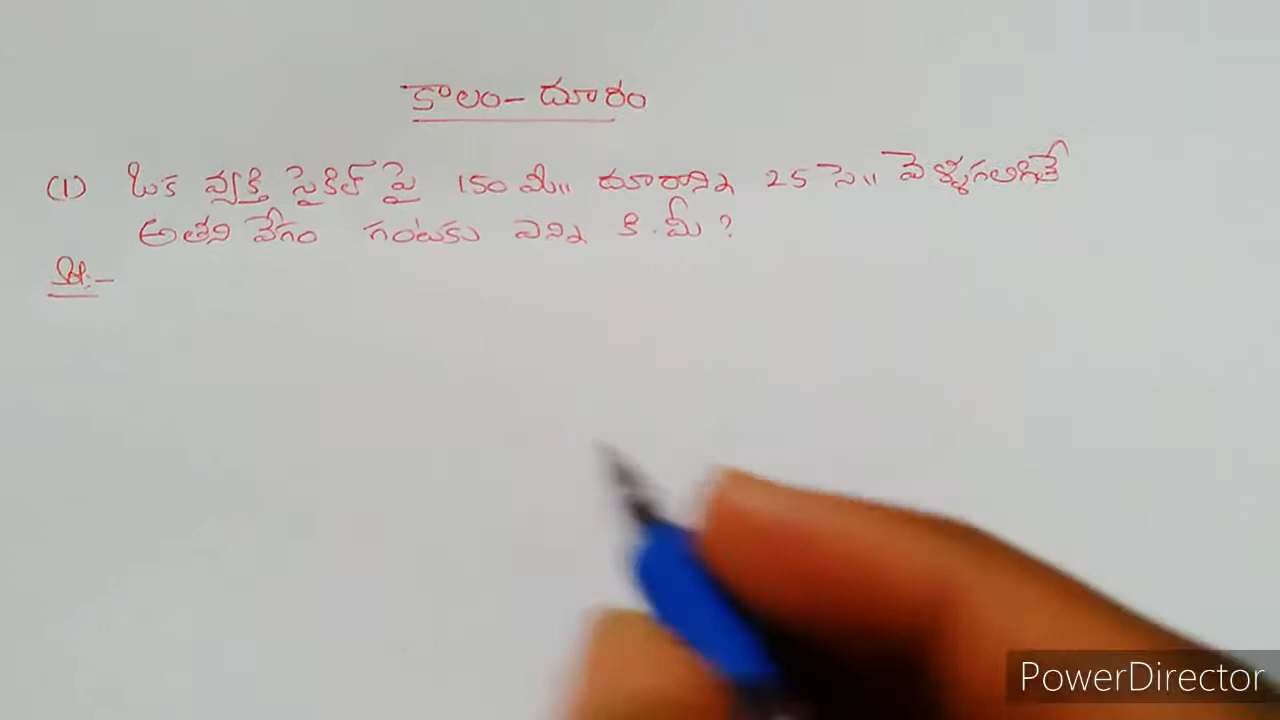 కాలం - దూరం
(1) ఒక వ్యక్తి సైకిల్ పై 150 మీ॥ దూరాన్ని 25 సె॥ వెళ్ళగలిగితే
అతని వేగం గంటకు ఎన్ని కి.మీ?
Sol:-
PowerDirector